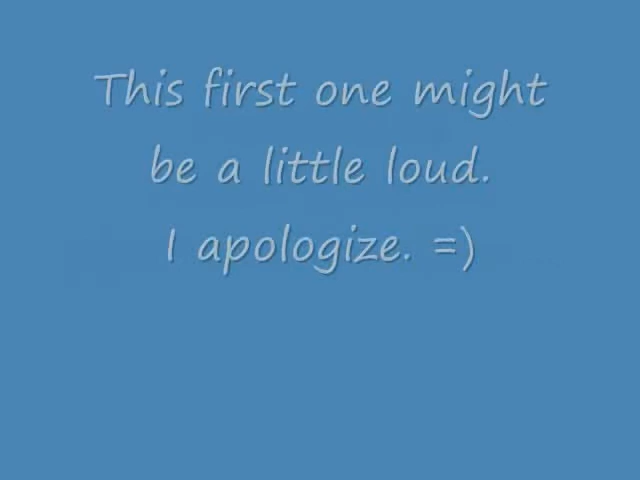 This first one might
be a little loud.
I apologize. =)